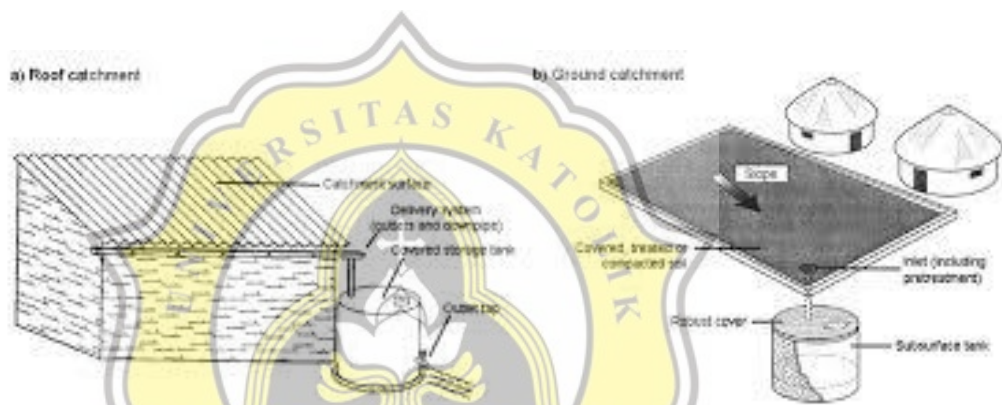 a) Roof catchment
Catchment surface
Delivery system
(gutters and downpipe)
Covered storage tank
Outlet tap
b) Ground catchment
Slope
Covered, treated or
compacted soil
Inlet (including
pretreatment)
Robust cover
Subsurface tank
RSITAS KATOLIK